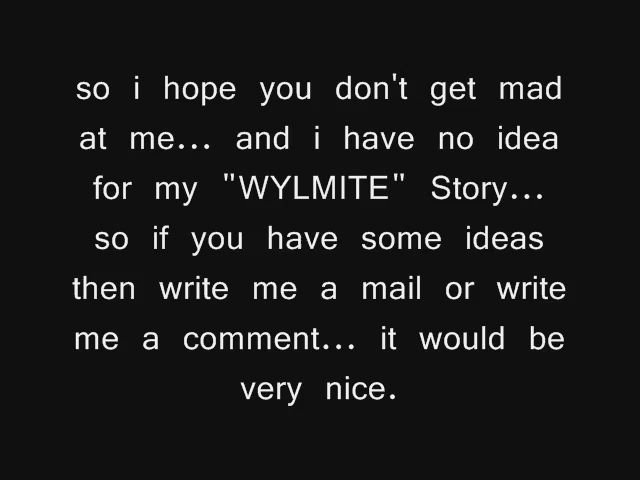 so i hope you don't get mad
at me... and i have no idea
for my "WYLMITE" Story...
so if you have some ideas
then write me a mail or write
me a comment... it would be
very nice.